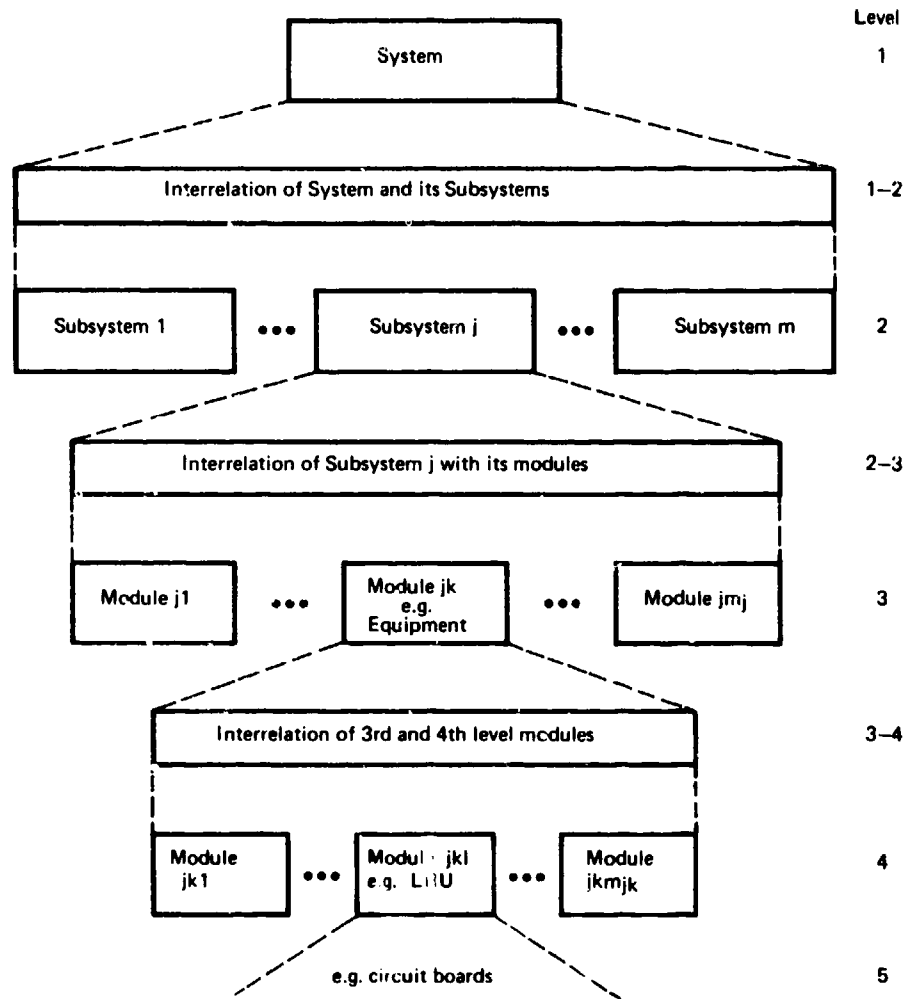 Level
System
1
Interrelation of System and its Subsystems
1–2
Subsystem 1
•••
Subsystem j
•••
Subsystem m
2
Interrelation of Subsystem j with its modules
2–3
Module j1
•••
Module jk
e.g.
Equipment
•••
Module jmj
3
Interrelation of 3rd and 4th level modules
3–4
Module
jk1
•••
Module jkl
e.g.
•••
Module
jkmjk
4
e.g. circuit boards
5